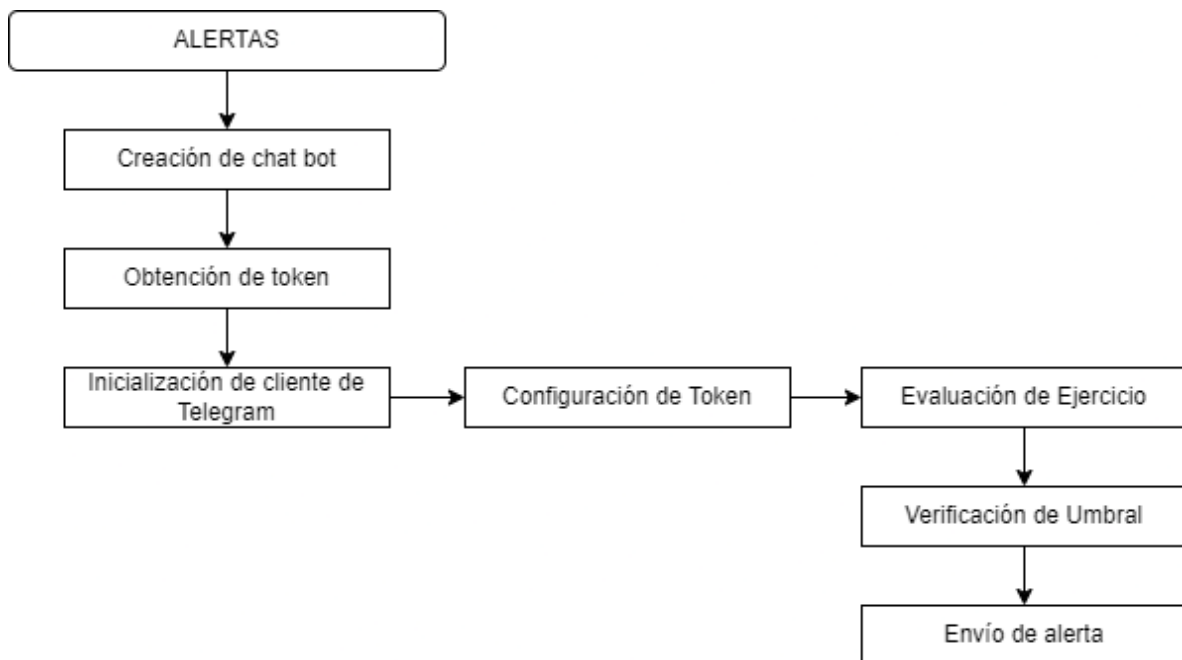 ALERTAS
Creación de chat bot
Obtención de token
Inicialización de cliente de
Telegram
Configuración de Token
Evaluación de Ejercicio
Verificación de Umbral
Envío de alerta